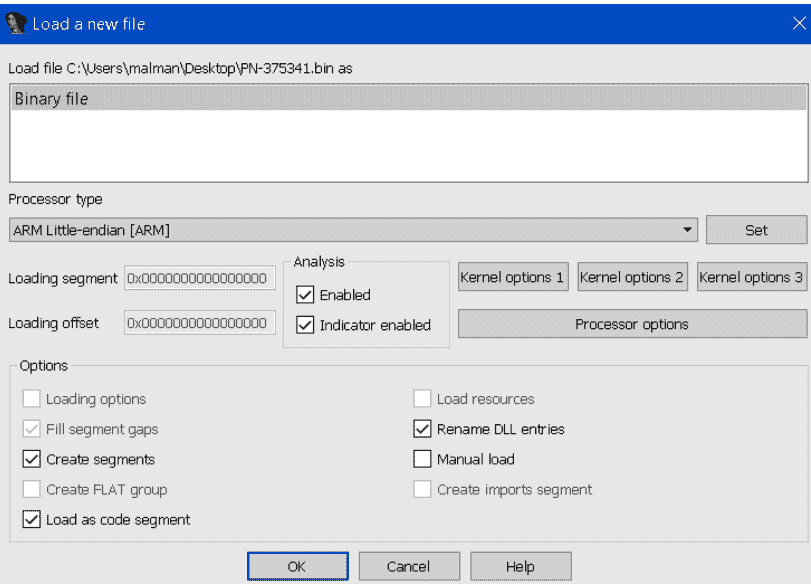 Load a new file
Load file C:\Users\malman\Desktop\PN-375341.bin as
Binary file
Processor type
ARM Little-endian [ARM]
Set
Loading segment 0x0000000000000000
Loading offset 0x0000000000000000
Analysis
Enabled
Indicator enabled
Kernel options 1 Kernel options 2 Kernel options 3
Processor options
Options
Loading options
Fill segment gaps
Create segments
Create FLAT group
Load as code segment
Load resources
Rename DLL entries
Manual load
Create imports segment
OK Cancel Help